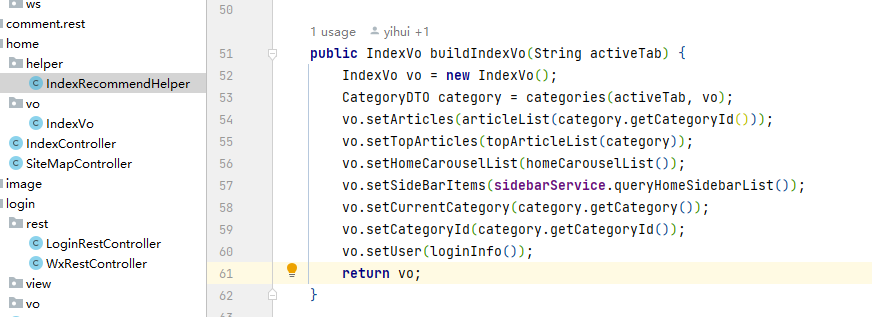 ws
comment.rest
home
helper
IndexRecommendHelper
vo
IndexVo
IndexController
SiteMapController
image
login
rest
LoginRestController
WxRestController
view
vo
50
1 usage yihui +1
51 public IndexVo buildIndexVo(String activeTab) {
52 IndexVo vo = new IndexVo();
53 CategoryDTO category = categories(activeTab, vo);
54 vo.setArticles(articleList(category.getCategoryId()));
55 vo.setTopArticles(topArticleList(category));
56 vo.setHomeCarouselList(homeCarouselList());
57 vo.setSideBarItems(sidebarService.queryHomeSidebarList());
58 vo.setCurrentCategory(category.getCategory());
59 vo.setCategoryId(category.getCategoryId());
60 vo.setUser(loginInfo());
61 return vo;
62 }
63